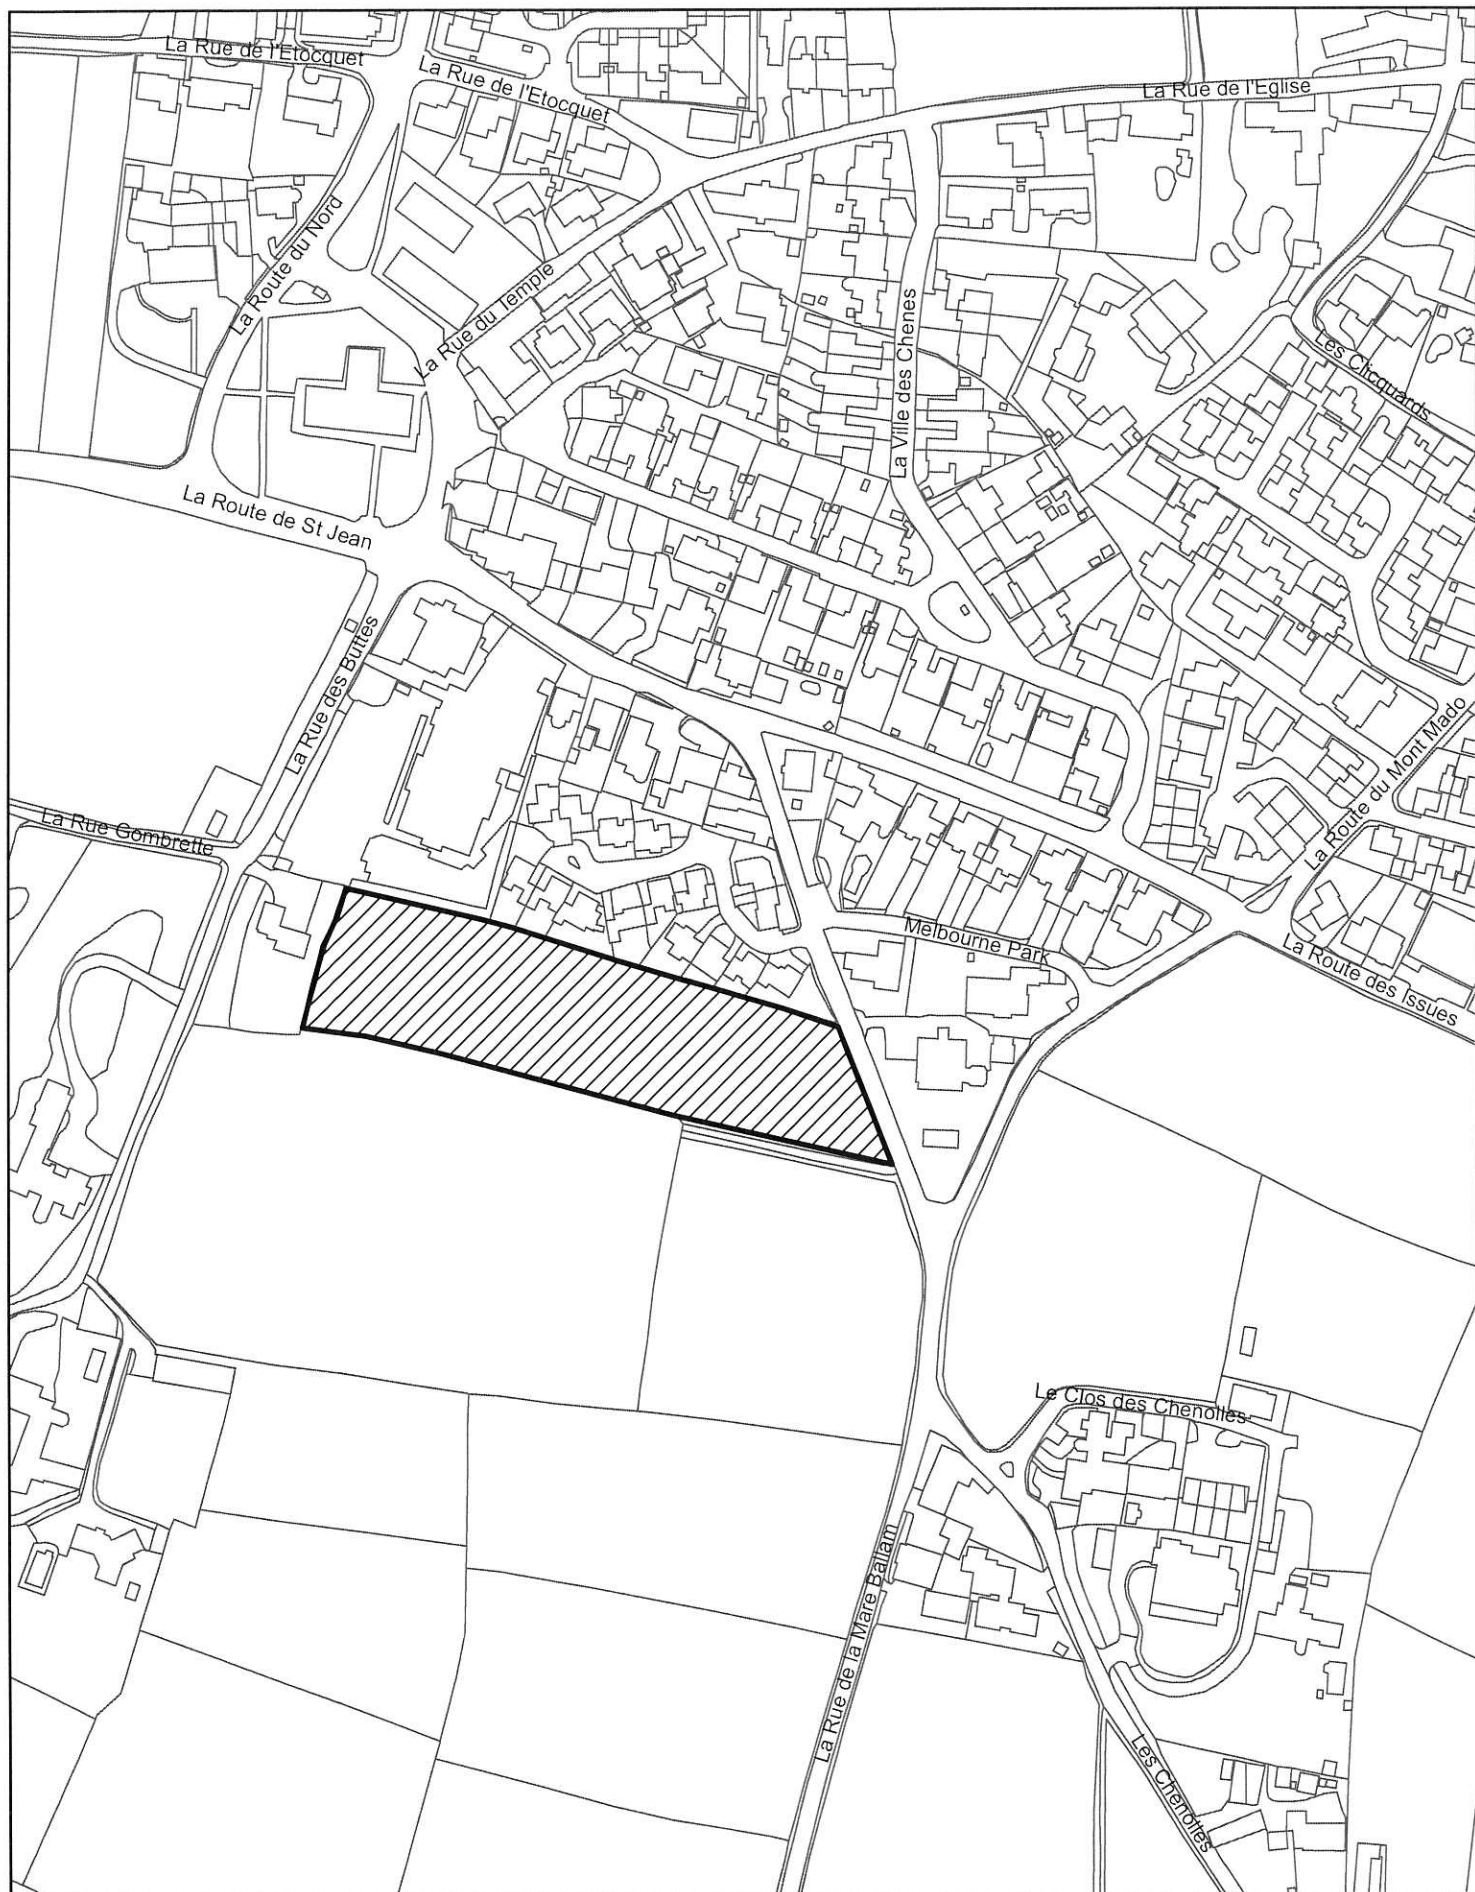 La Rue de l'Etocquet
La Rue de l'Etocquet
La Rue de l'Eglise
La Route du Nord
La Rue du Temple
La Ville des Chenes
Les Clicquards
La Route de St Jean
La Rue des Buttes
La Route du Mont Mado
La Rue Gombrette
Melbourne Park
La Route des Issues
Le Clos des Chenolles
La Rue de la Mare Ballam
Les Chenolles